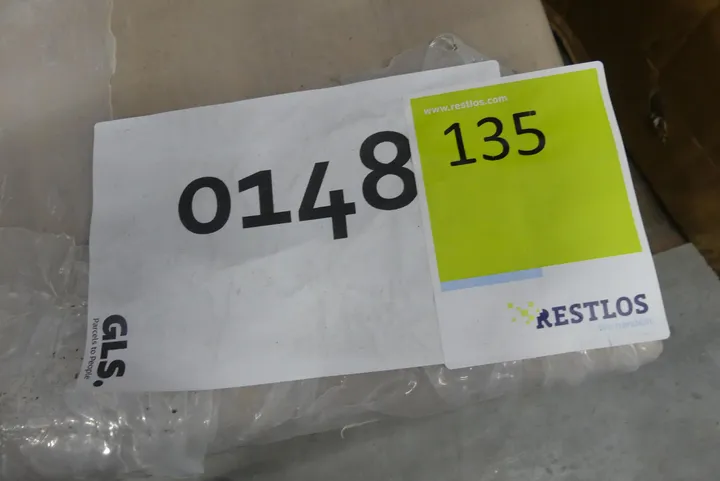 0148
GLS.
Parcels to People
www.restlos.com
135
RESTLOS